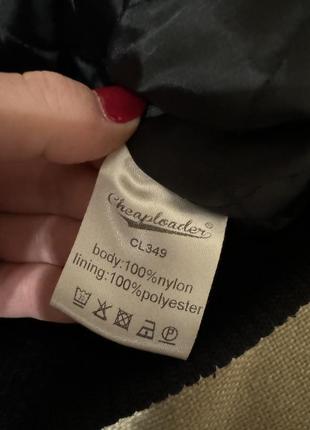 Cheaploader ®
CL349
body:100%nylon
lining:100%polyester